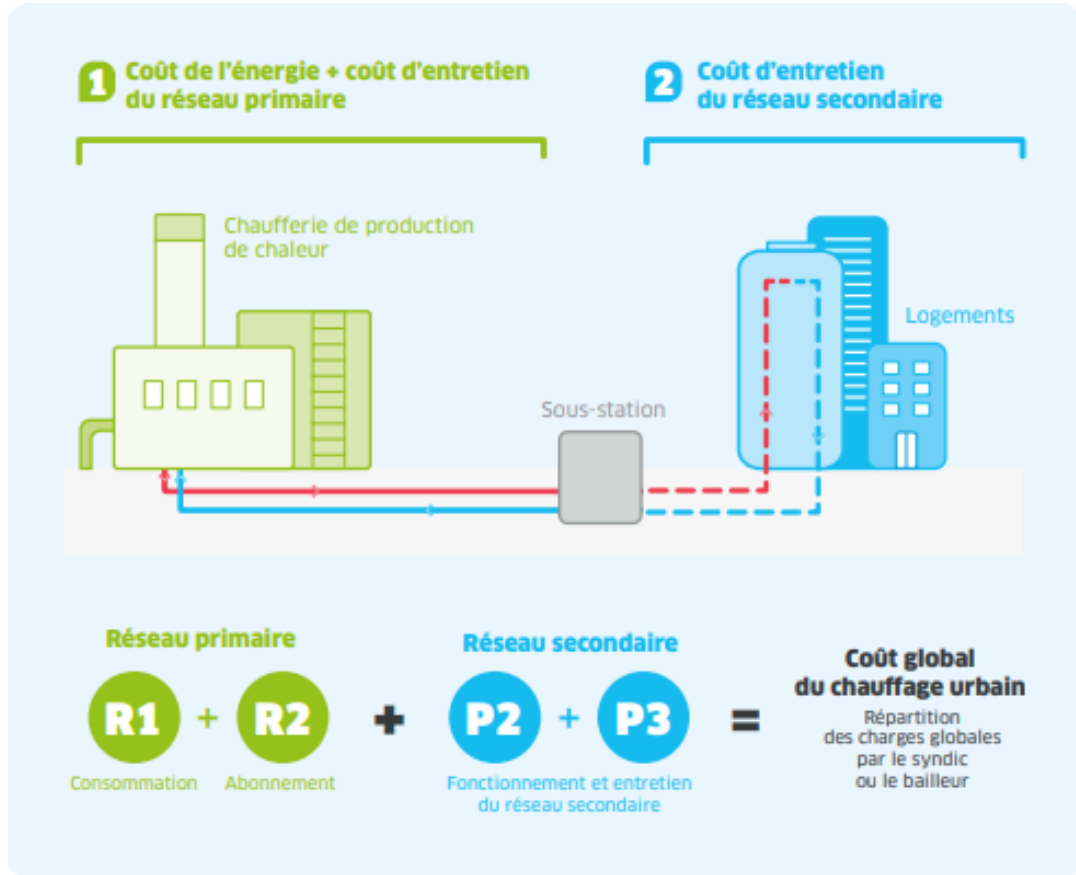 1 Coût de l'énergie + coût d'entretien
du réseau primaire
2 Coût d'entretien
du réseau secondaire
Chaufferie de production
de chaleur
Logements
Sous-station
Réseau primaire
Réseau secondaire
Coût global
du chauffage urbain
R1 + R2 + P2 + P3 =
Répartition
des charges globales
par le syndic
ou le bailleur
Consommation
Abonnement
Fonctionnement et entretien
du réseau secondaire